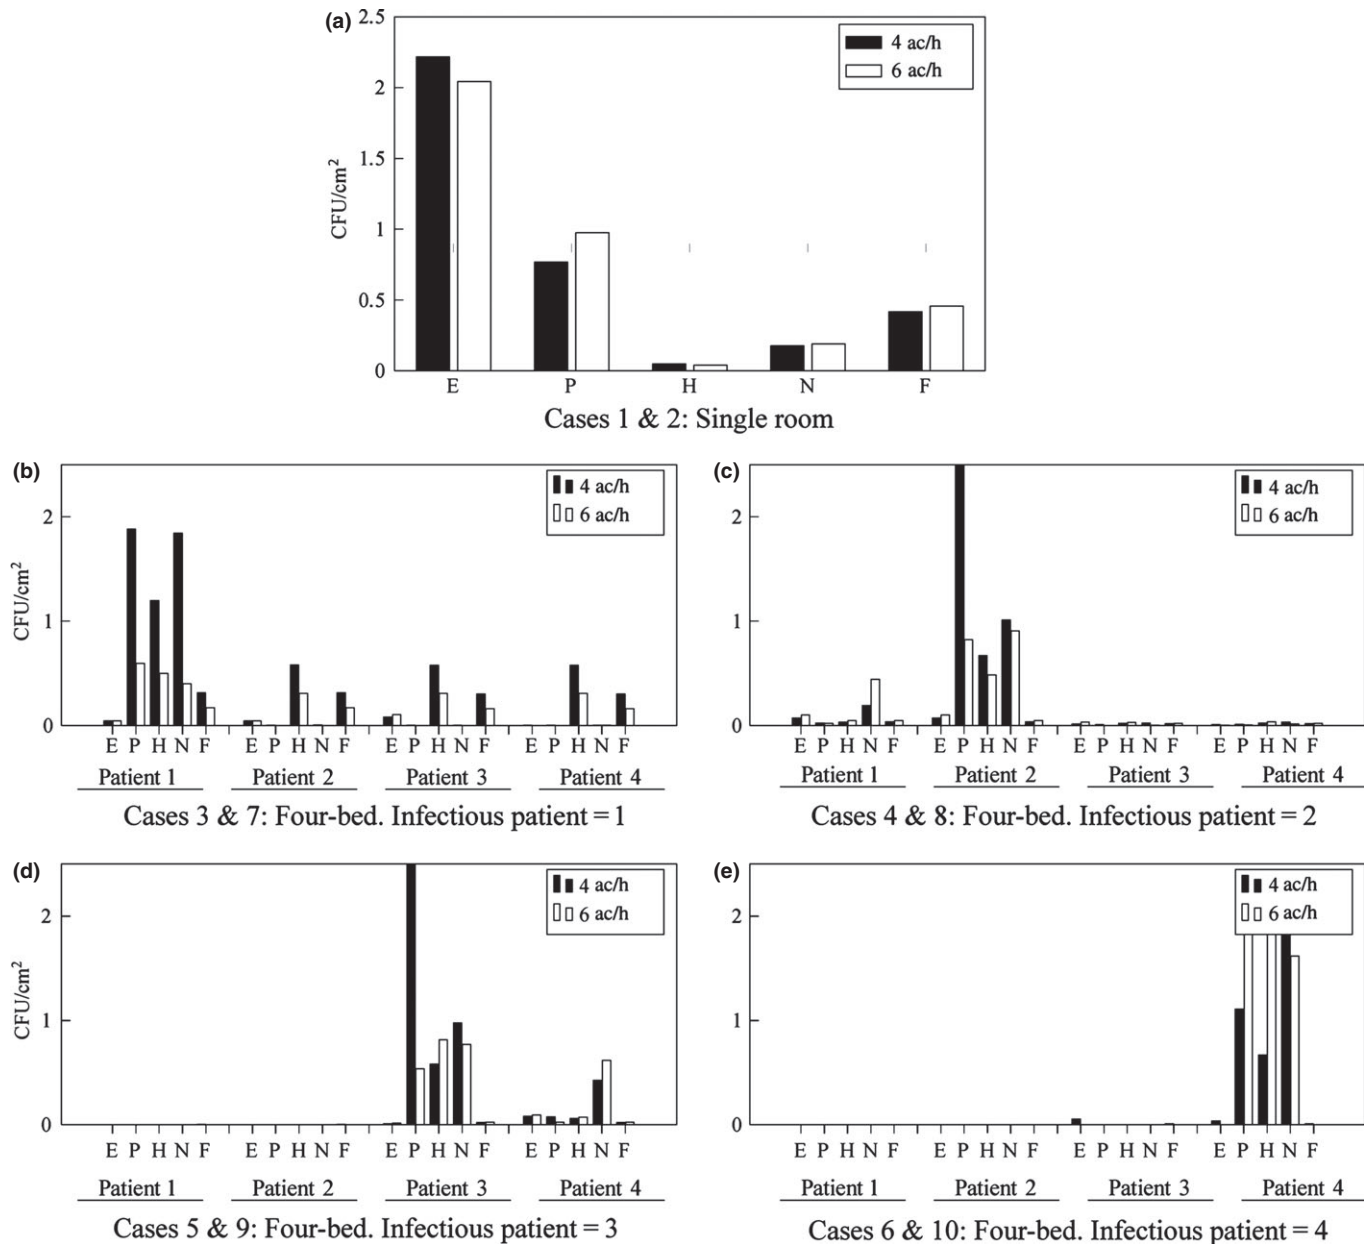 (a)
2.5
2
1.5
1
0.5
0
CFU/cm²
4 ac/h
6 ac/h
E P H N F
Cases 1 & 2: Single room
(b)
2
1
0
CFU/cm²
4 ac/h
6 ac/h
E P H N F E P H N F E P H N F E P H N F
Patient 1 Patient 2 Patient 3 Patient 4
Cases 3 & 7: Four-bed. Infectious patient = 1
(c)
2
1
0
4 ac/h
6 ac/h
E P H N F E P H N F E P H N F E P H N F
Patient 1 Patient 2 Patient 3 Patient 4
Cases 4 & 8: Four-bed. Infectious patient = 2
(d)
2
1
0
CFU/cm²
4 ac/h
6 ac/h
E P H N F E P H N F E P H N F E P H N F
Patient 1 Patient 2 Patient 3 Patient 4
Cases 5 & 9: Four-bed. Infectious patient = 3
(e)
2
1
0
4 ac/h
6 ac/h
E P H N F E P H N F E P H N F E P H N F
Patient 1 Patient 2 Patient 3 Patient 4
Cases 6 & 10: Four-bed. Infectious patient = 4